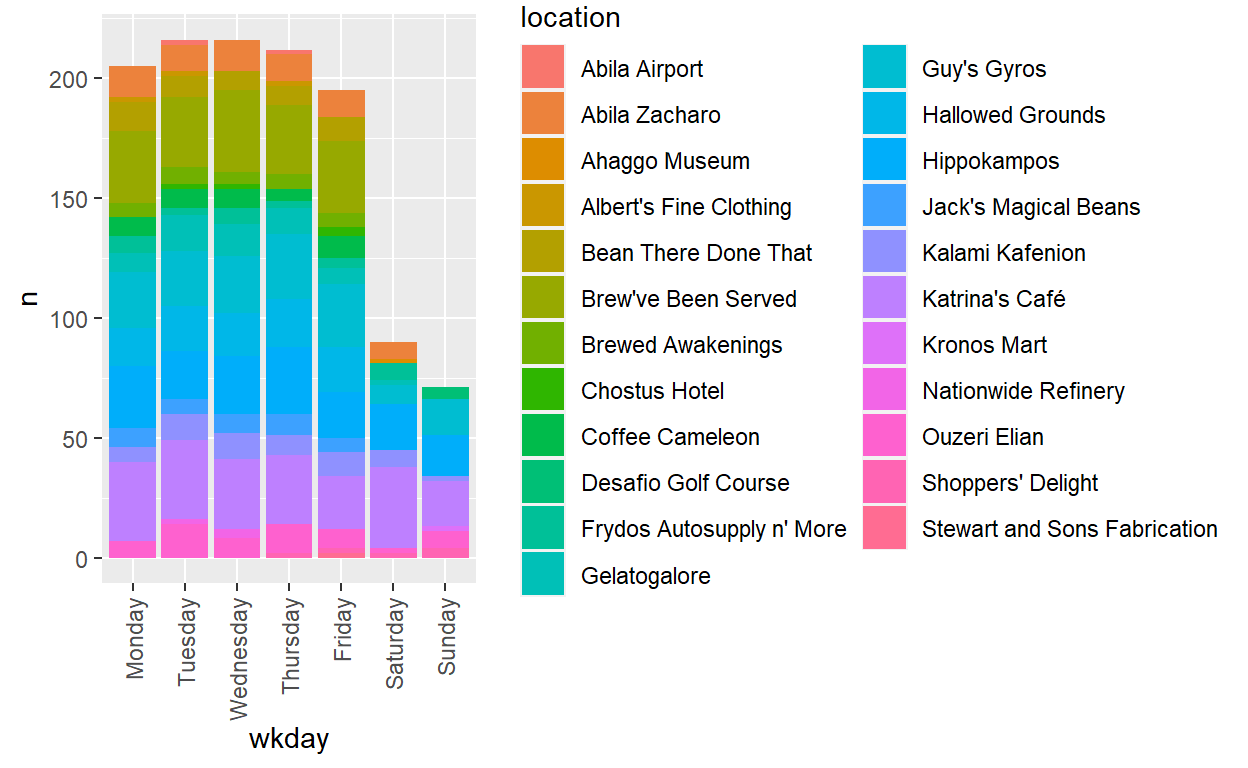 location
Abila Airport
Abila Zacharo
Ahaggo Museum
Albert's Fine Clothing
Bean There Done That
Brew've Been Served
Brewed Awakenings
Chostus Hotel
Coffee Cameleon
Desafio Golf Course
Frydos Autosupply n' More
Gelatogalore
Guy's Gyros
Hallowed Grounds
Hippokampos
Jack's Magical Beans
Kalami Kafenion
Katrina's Café
Kronos Mart
Nationwide Refinery
Ouzeri Elian
Shoppers' Delight
Stewart and Sons Fabrication
n
200
150
100
50
0
Monday
Tuesday
Wednesday
Thursday
Friday
Saturday
Sunday
wkday